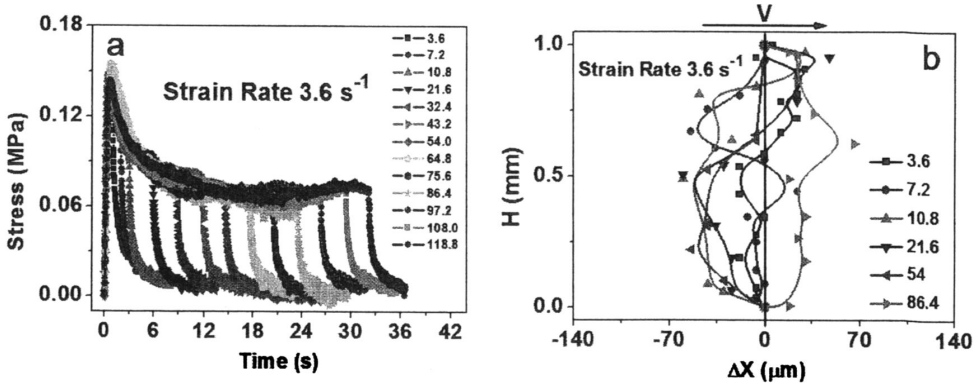 a
Strain Rate 3.6 s-1
Stress (MPa)
0.18
0.12
0.06
0.00
0 6 12 18 24 30 36 42
Time (s)
3.6
7.2
10.8
21.6
32.4
43.2
54.0
64.8
75.6
86.4
97.2
108.0
118.8
V
b
Strain Rate 3.6 s-1
H (mm)
1.0
0.5
0.0
-140 -70 0 70 140
ΔX (μm)
3.6
7.2
10.8
21.6
54
86.4